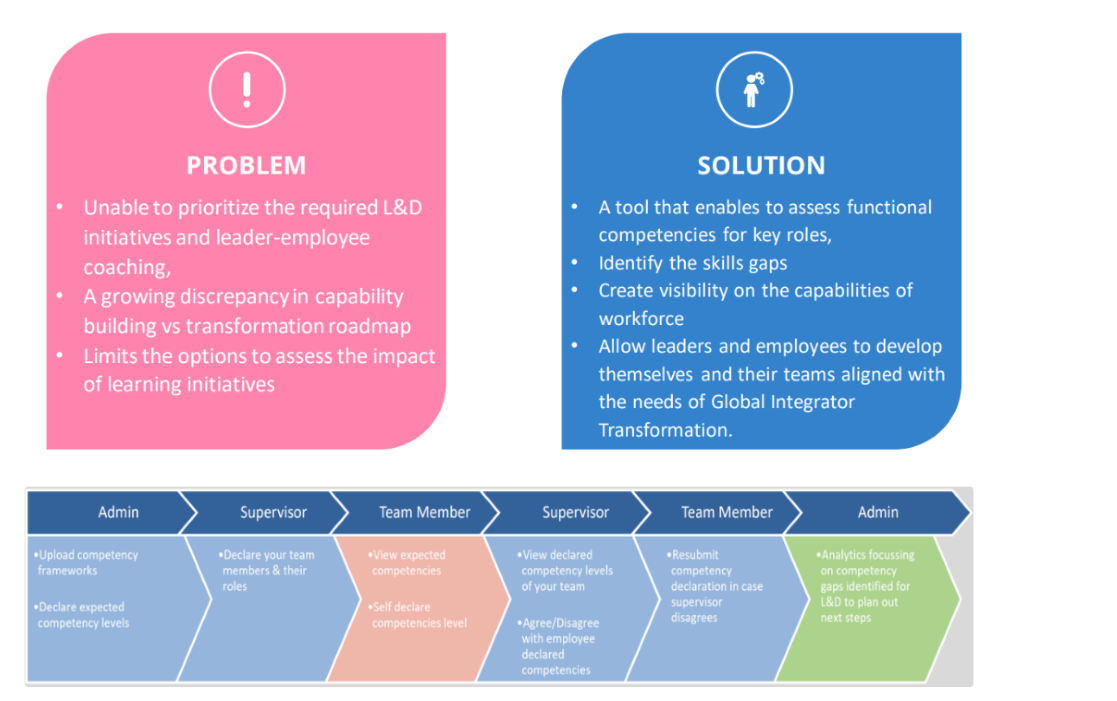 PROBLEM
• Unable to prioritize the required L&D
initiatives and leader-employee
coaching,
• A growing discrepancy in capability
building vs transformation roadmap
• Limits the options to assess the impact
of learning initiatives
SOLUTION
• A tool that enables to assess functional
competencies for key roles,
• Identify the skills gaps
• Create visibility on the capabilities of
workforce
• Allow leaders and employees to develop
themselves and their teams aligned with
the needs of Global Integrator
Transformation.
Admin
•Upload competency
frameworks
•Declare expected
competency levels
Supervisor
•Declare your team
members & their
roles
Team Member
•View expected
competencies
•Self declare
competencies level
Supervisor
•View declared
competency levels
of your team
•Agree/Disagree
with employee
declared
competencies
Team Member
•Resubmit
competency
declaration in case
supervisor
disagrees
Admin
•Analytics focussing
on competency
gaps identified for
L&D to plan out
next steps